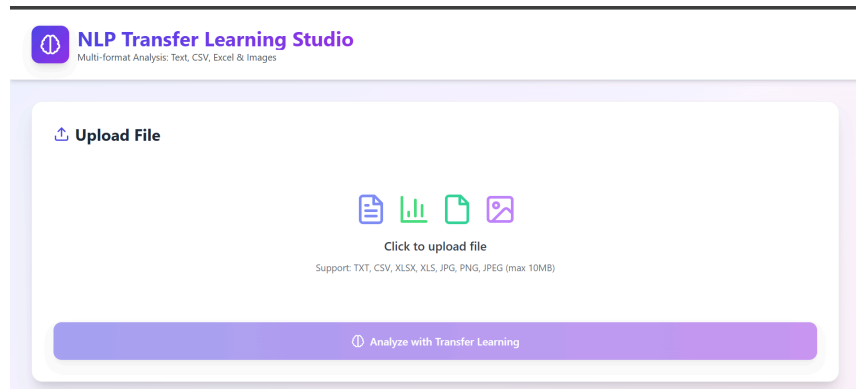 NLP Transfer Learning Studio
Multi-format Analysis: Text, CSV, Excel & Images
Upload File
Click to upload file
Support: TXT, CSV, XLSX, XLS, JPG, PNG, JPEG (max 10MB)
Analyze with Transfer Learning